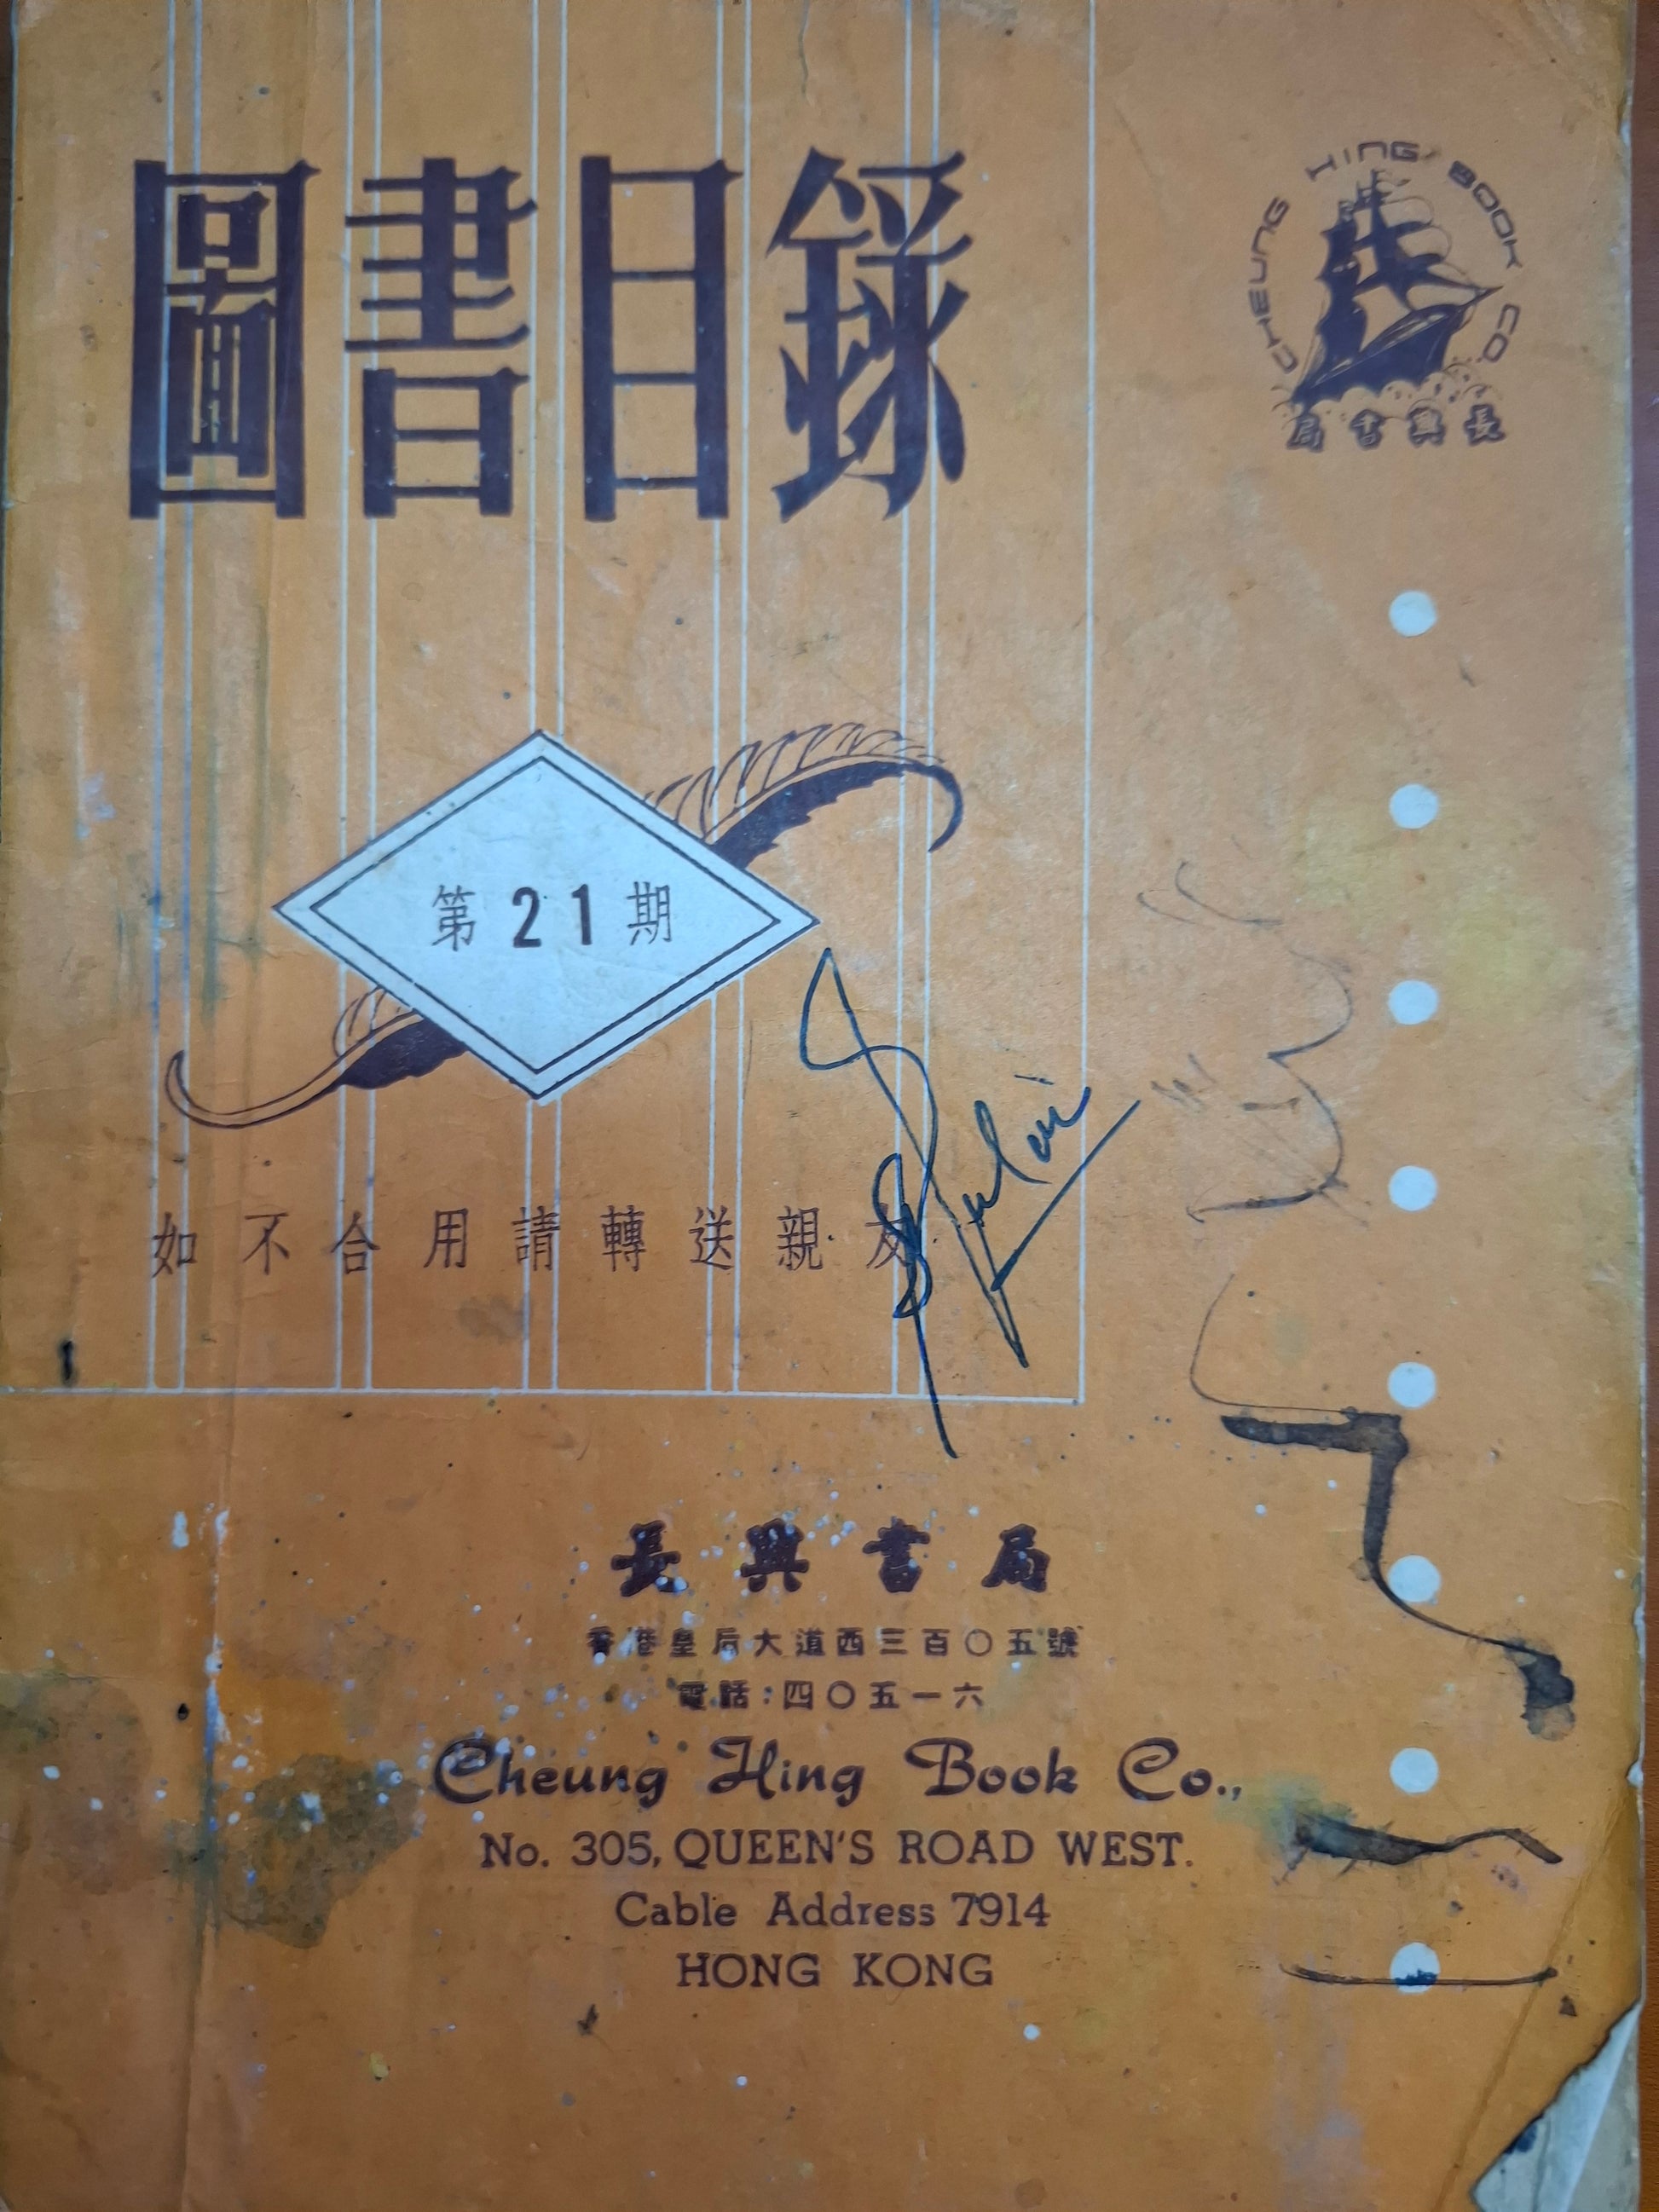 圖書目錄
CHEUNG HING BOOK CO
局書興長
第21期
如不合用請轉送親友
長興書局
香港皇后大道西三百〇五號
電話：四〇五一六
Cheung Hing Book Co.,
No. 305, QUEEN'S ROAD WEST.
Cable Address 7914
HONG KONG